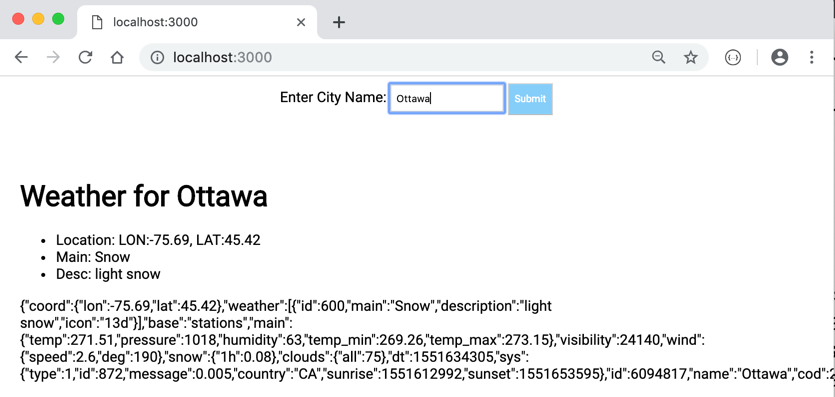 localhost:3000
localhost:3000
Enter City Name: Ottawa Submit
Weather for Ottawa
• Location: LON:-75.69, LAT:45.42
• Main: Snow
• Desc: light snow
{"coord":{"lon":-75.69,"lat":45.42},"weather":[{"id":600,"main":"Snow","description":"light
snow","icon":"13d"}],"base":"stations","main":
{"temp":271.51,"pressure":1018,"humidity":63,"temp_min":269.26,"temp_max":273.15},"visibility":24140,"wind":
{"speed":2.6,"deg":190},"snow":{"1h":0.08},"clouds":{"all":75},"dt":1551634305,"sys":
{"type":1,"id":872,"message":0.005,"country":"CA","sunrise":1551612992,"sunset":1551653595},"id":6094817,"name":"Ottawa","cod":